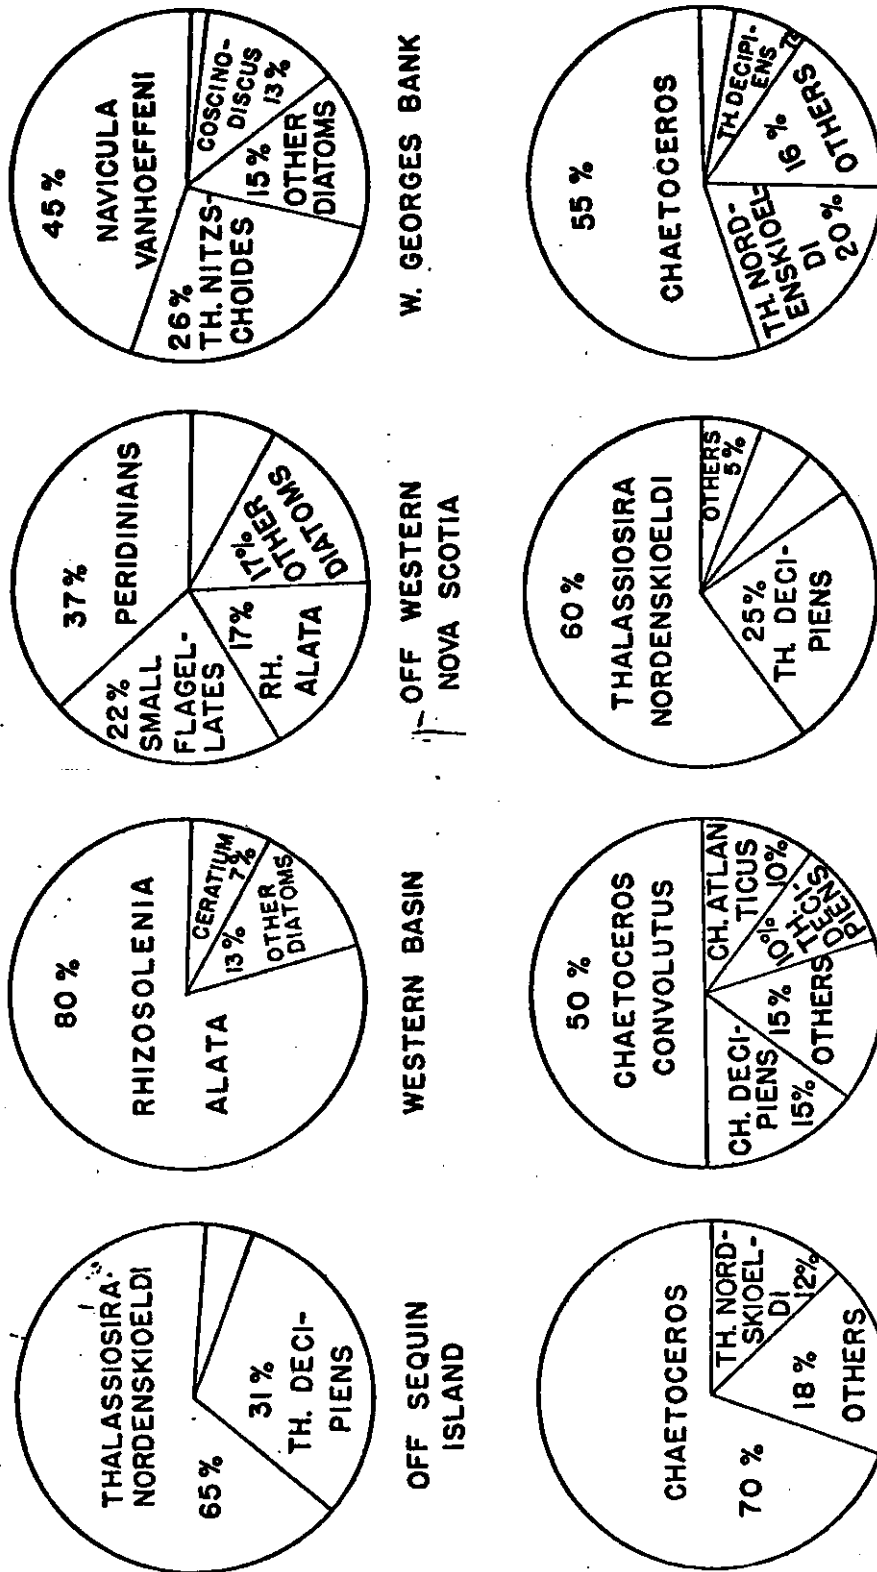 THALASSIOSIRA
NORDENSKIOELDI
65%
31%
TH. DECI-
PIENS
OFF SEQUIN
ISLAND
80%
RHIZOSOLENIA
ALATA
CERATIUM
7%
13%
OTHER
DIATOMS
WESTERN BASIN
37%
PERIDINIANS
22%
SMALL
FLAGEL-
LATES
17%
RH.
ALATA
17%
OTHER
DIATOMS
OFF WESTERN
NOVA SCOTIA
45%
NAVICULA
VANHOEFFENI
26%
TH. NITZS-
CHOIDES
COSCINO-
DISCUS
13%
15%
OTHER
DIATOMS
W. GEORGES BANK
CHAETOCEROS
70%
TH. NORD-
SKIOEL-
DI
12%
18%
OTHERS
50%
CHAETOCEROS
CONVOLUTUS
CH. DECI-
PIENS
15%
15%
OTHERS
CH. ATLAN
TICUS
10%
10%
TH. DECI-
PIENS
60%
THALASSIOSIRA
NORDENSKIOELDI
OTHERS
5%
25%
TH. DECI-
PIENS
55%
CHAETOCEROS
TH. NORD-
ENSKIOEL-
DI
20%
TH. DECIPI-
ENS
16%
OTHERS